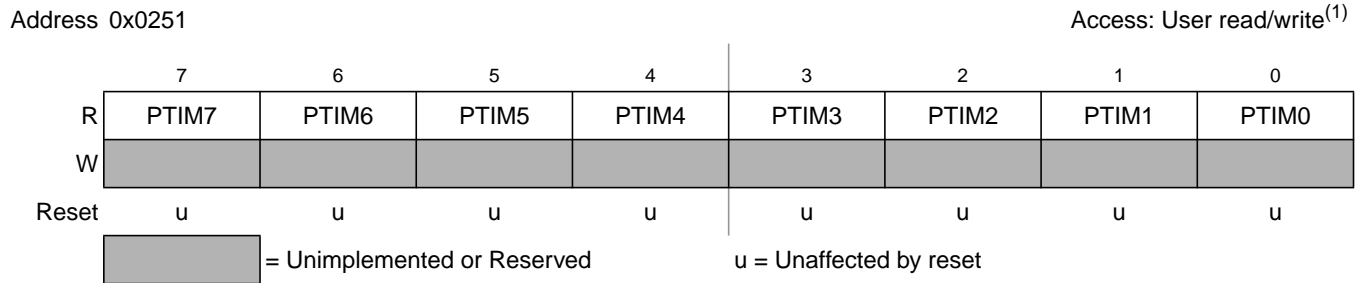 Address 0x0251 Access: User read/write(1)
7 6 5 4 3 2 1 0
R PTIM7 PTIM6 PTIM5 PTIM4 PTIM3 PTIM2 PTIM1 PTIM0
W
Reset u u u u u u u u
= Unimplemented or Reserved u = Unaffected by reset